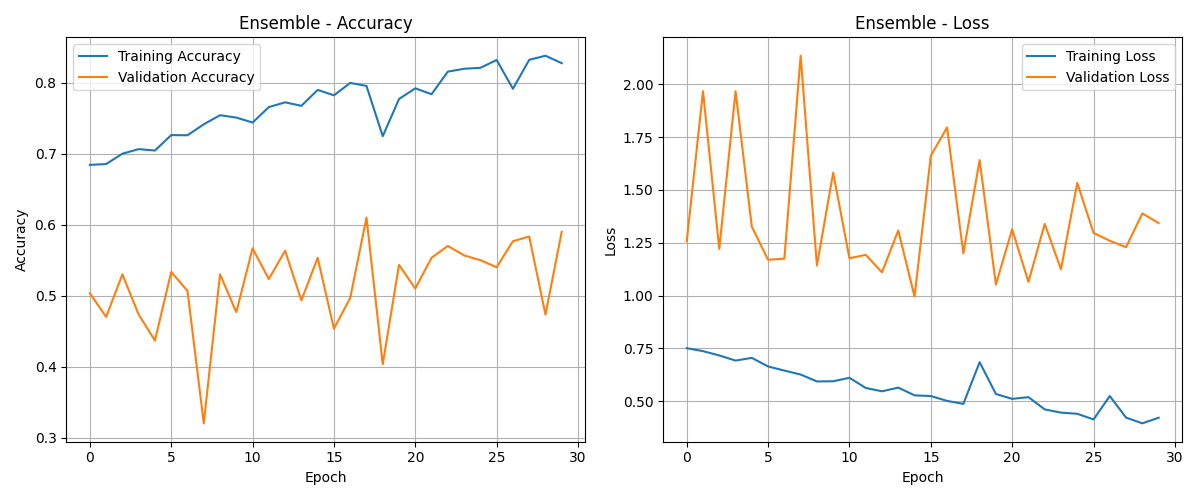 Ensemble - Accuracy
Training Accuracy
Validation Accuracy
Accuracy
0.8
0.7
0.6
0.5
0.4
0.3
0 5 10 15 20 25 30
Epoch
Ensemble - Loss
Training Loss
Validation Loss
Loss
2.00
1.75
1.50
1.25
1.00
0.75
0.50
0 5 10 15 20 25 30
Epoch